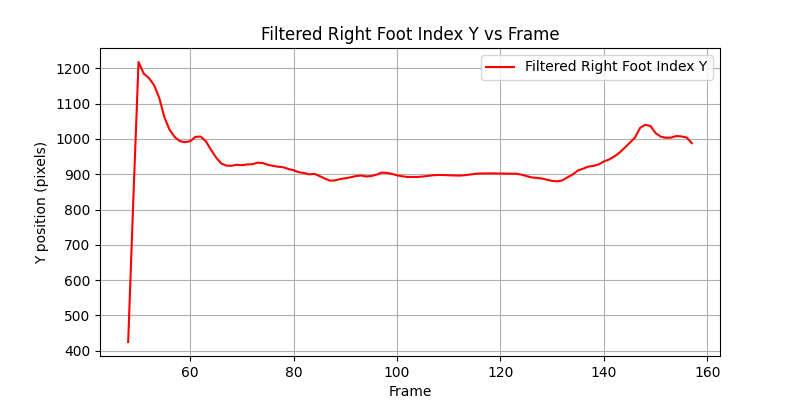 Filtered Right Foot Index Y vs Frame
Filtered Right Foot Index Y
1200
1100
1000
900
800
700
600
500
400
Y position (pixels)
60 80 100 120 140 160
Frame